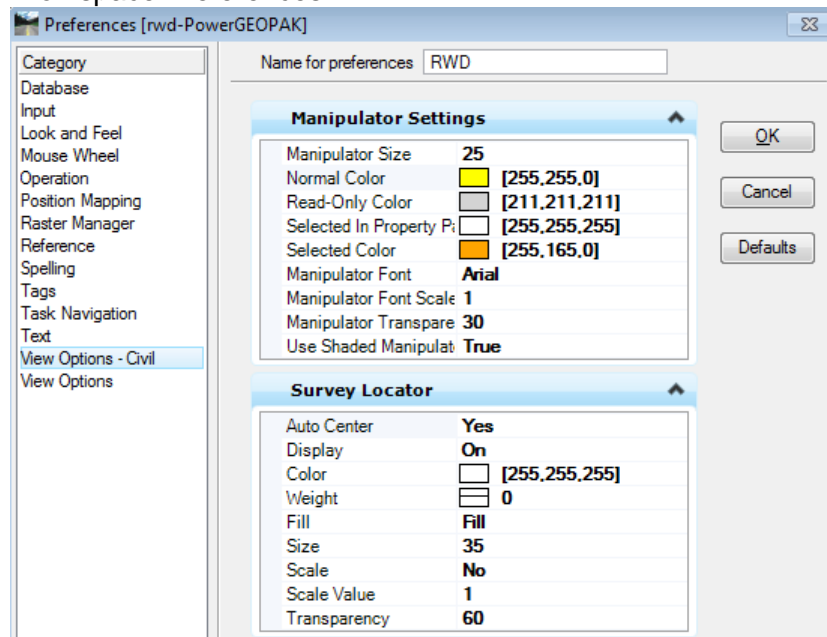 Preferences [rwd-PowerGEOPAK]
Category
Database
Input
Look and Feel
Mouse Wheel
Operation
Position Mapping
Raster Manager
Reference
Spelling
Tags
Task Navigation
Text
View Options - Civil
View Options
Name for preferences RWD
Manipulator Settings
Manipulator Size 25
Normal Color [255,255,0]
Read-Only Color [211,211,211]
Selected In Property Pa [255,255,255]
Selected Color [255,165,0]
Manipulator Font Arial
Manipulator Font Scale 1
Manipulator Transpare 30
Use Shaded Manipulat True
Survey Locator
Auto Center Yes
Display On
Color [255,255,255]
Weight 0
Fill Fill
Size 35
Scale No
Scale Value 1
Transparency 60
OK
Cancel
Defaults